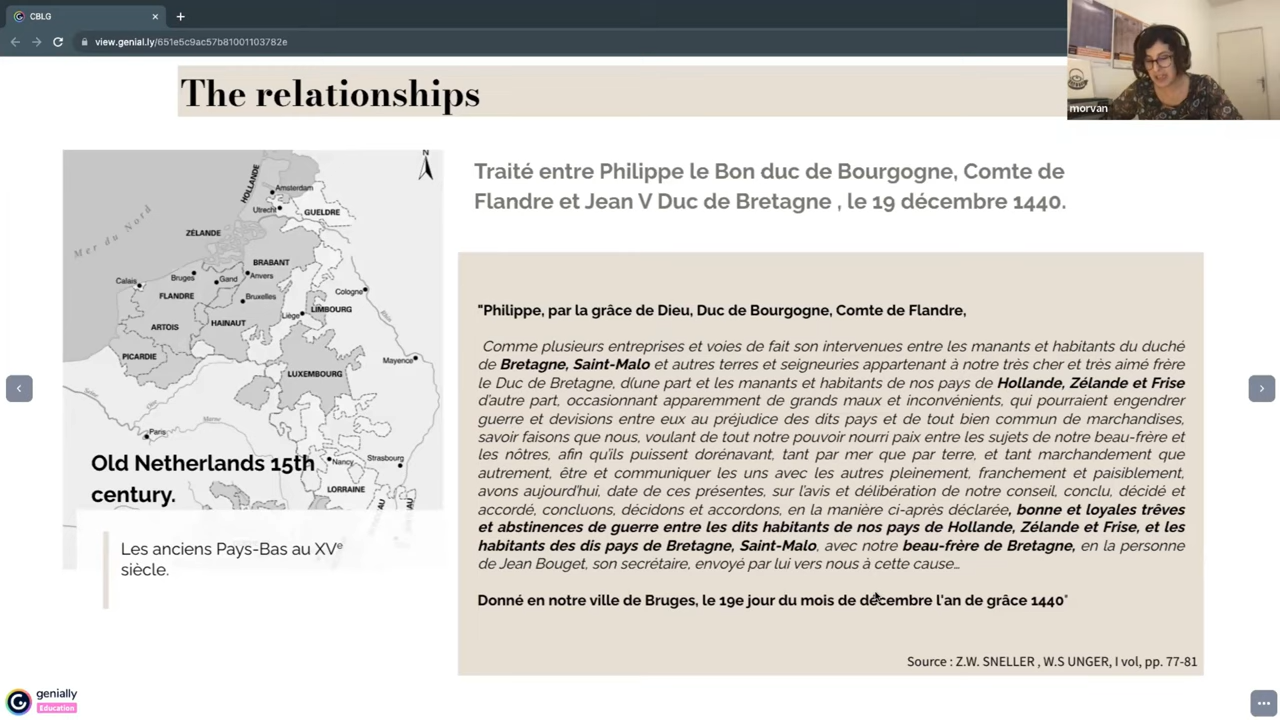 CBLG
view.genial.ly/651e5c9ac57b81001103782e
morvan
The relationships
N
HOLLANDE
Amsterdam
Utrecht
GUELDRE
Mer du Nord
ZÉLANDE
BRABANT
Calais
Bruges
Gand
Anvers
FLANDRE
Bruxelles
Cologne
ARTOIS
HAINAUT
Liège
LIMBOURG
PICARDIE
Mayence
LUXEMBOURG
Paris
Nancy
Strasbourg
LORRAINE
Old Netherlands 15th
century.
Les anciens Pays-Bas au XVe
siècle.
Traité entre Philippe le Bon duc de Bourgogne, Comte de
Flandre et Jean V Duc de Bretagne , le 19 décembre 1440.
"Philippe, par la grâce de Dieu, Duc de Bourgogne, Comte de Flandre,
Comme plusieurs entreprises et voies de fait son intervenues entre les manants et habitants du duché
de Bretagne, Saint-Malo et autres terres et seigneuries appartenant à notre très cher et très aimé frère
le Duc de Bretagne, d(une part et les manants et habitants de nos pays de Hollande, Zélande et Frise
d'autre part, occasionnant apparemment de grands maux et inconvénients, qui pourraient engendrer
guerre et devisions entre eux au préjudice des dits pays et de tout bien commun de marchandises,
savoir faisons que nous, voulant de tout notre pouvoir nourri paix entre les sujets de notre beau-frère et
les nôtres, afin qu'ils puissent dorénavant, tant par mer que par terre, et tant marchandement que
autrement, être et communiquer les uns avec les autres pleinement, franchement et paisiblement,
avons aujourd'hui, date de ces présentes, sur l'avis et délibération de notre conseil, conclu, décidé et
accordé, concluons, décidons et accordons, en la manière ci-après déclarée, bonne et loyales trêves
et abstinences de guerre entre les dits habitants de nos pays de Hollande, Zélande et Frise, et les
habitants des dis pays de Bretagne, Saint-Malo, avec notre beau-frère de Bretagne, en la personne
de Jean Bouget, son secrétaire, envoyé par lui vers nous à cette cause...
Donné en notre ville de Bruges, le 19e jour du mois de décembre l'an de grâce 1440"
Source : Z.W. SNELLER , W.S UNGER, I vol, pp. 77-81
genially
Education